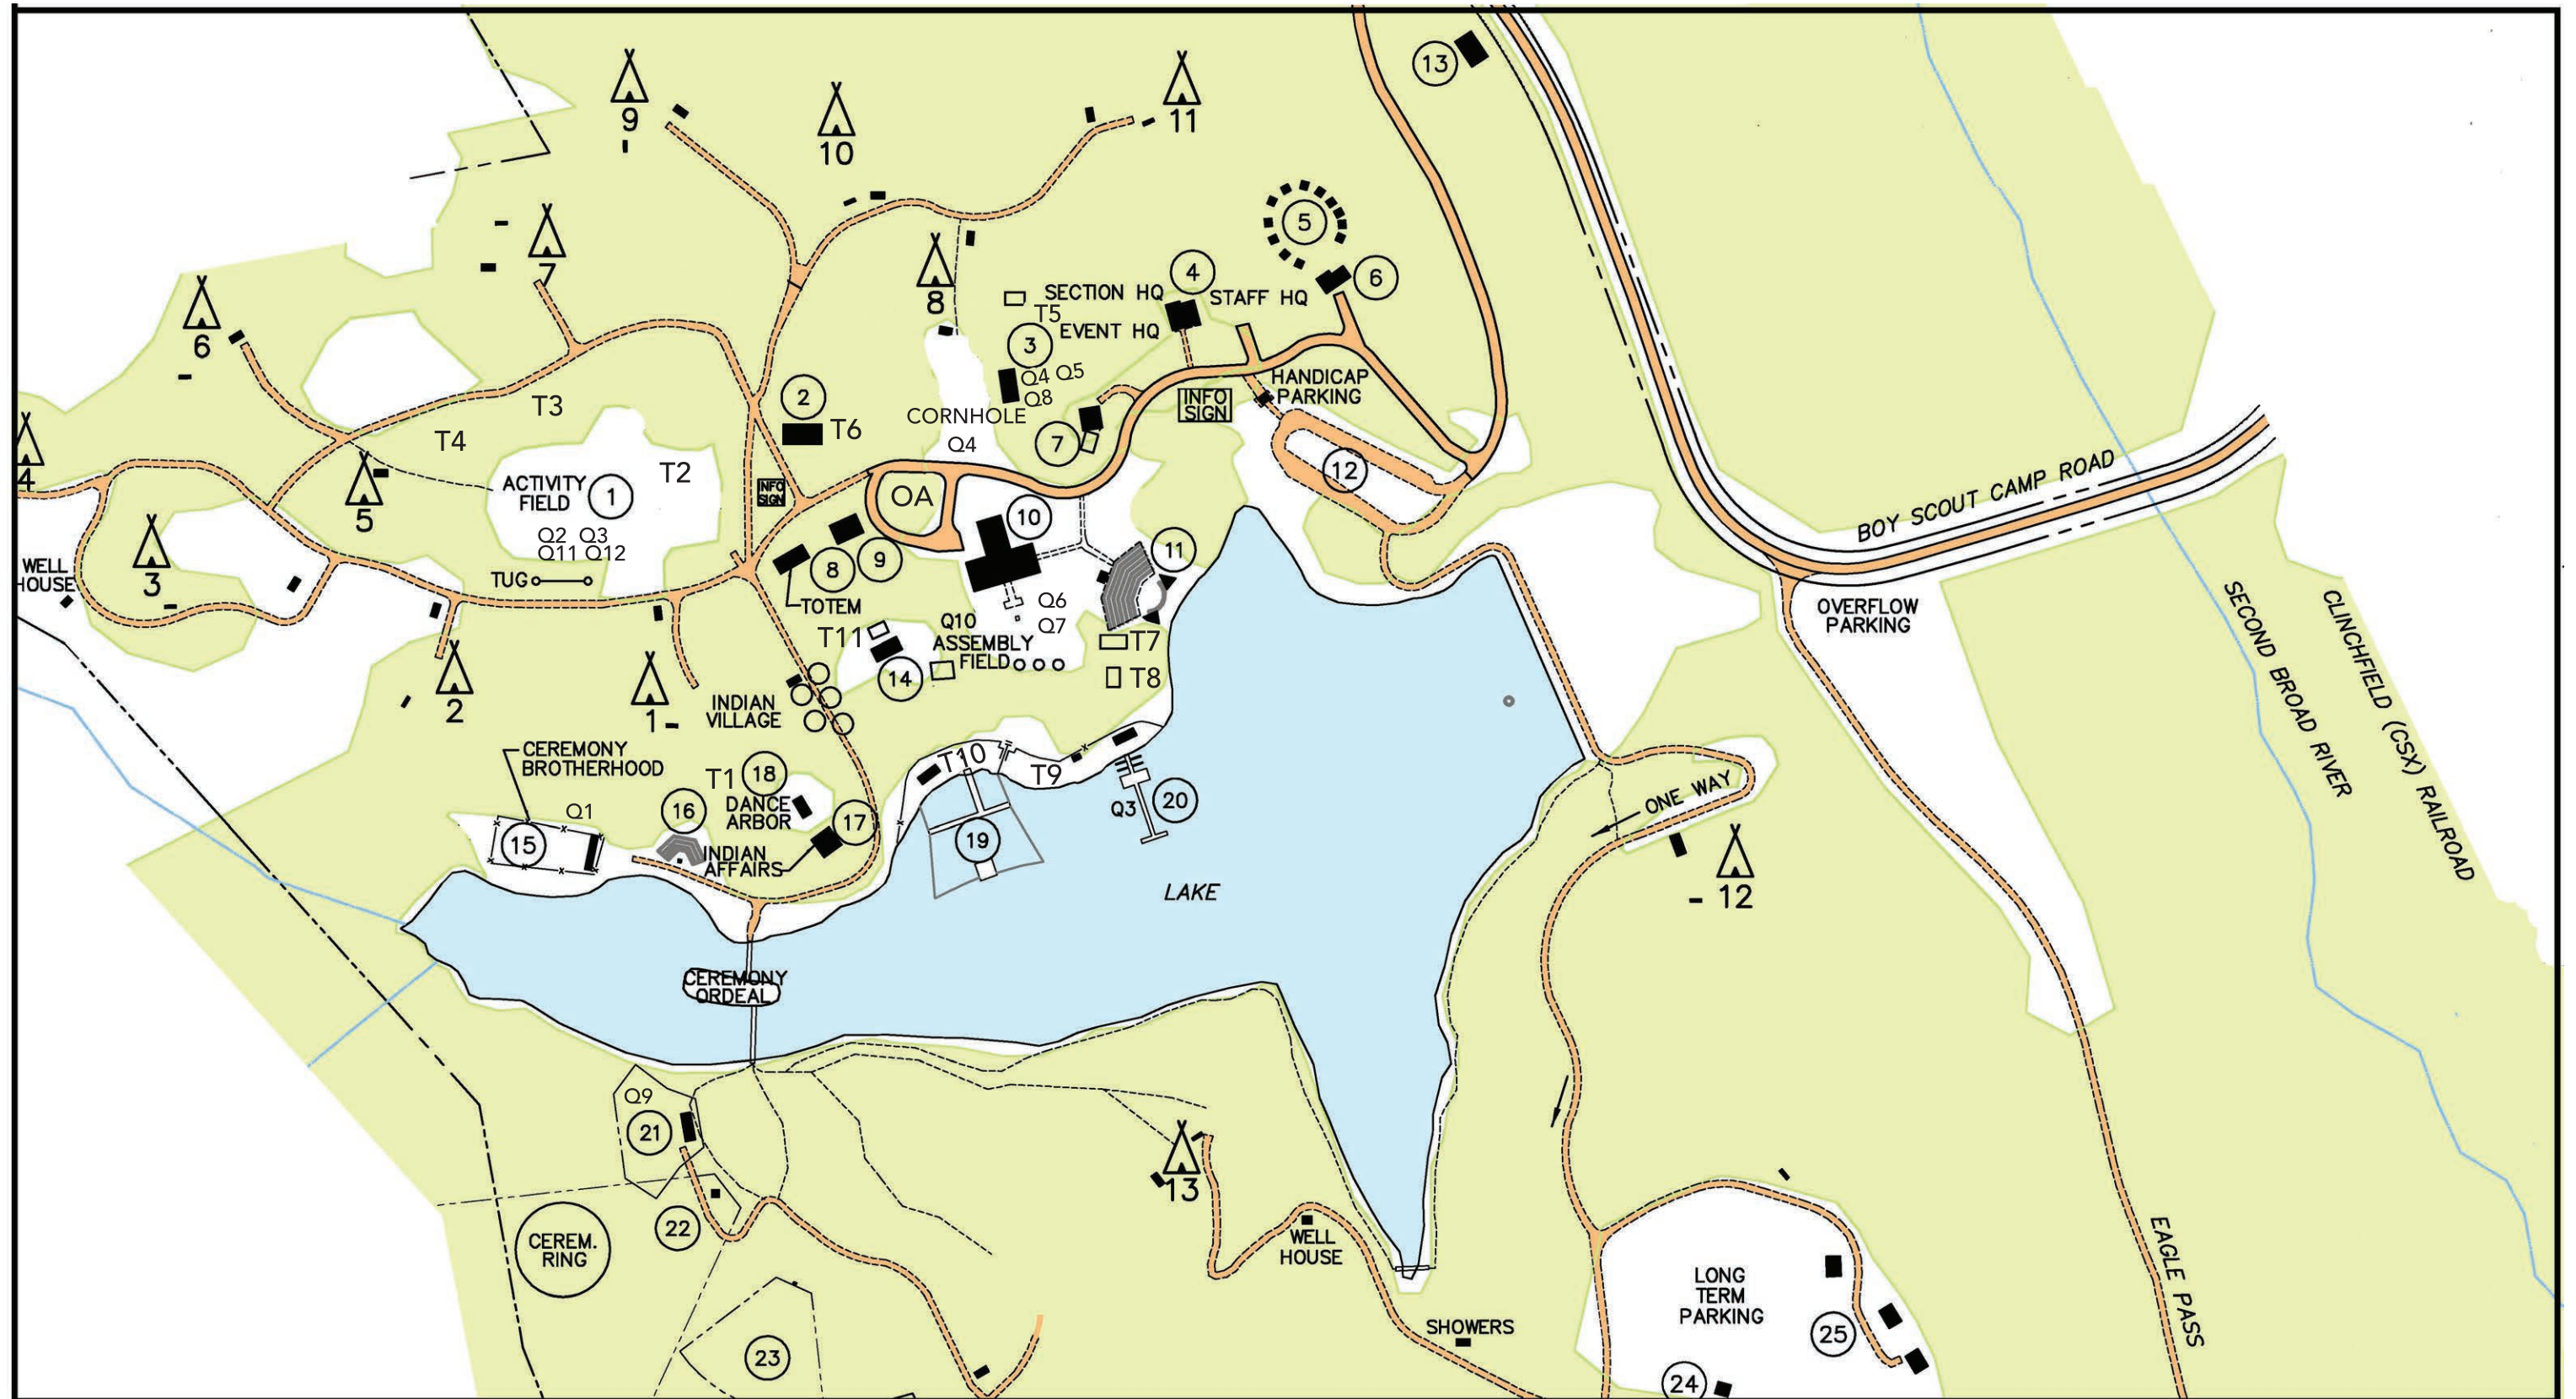 9
10
11
13
5
7
8
SECTION HQ
4
STAFF HQ
6
T5
EVENT HQ
6
3
Q4 Q5
Q8
HANDICAP
PARKING
INFO
SIGN
2
T6
T3
CORNHOLE
Q4
7
T4
4
5
T2
ACTIVITY
FIELD
1
Q2 Q3
Q11 Q12
INFO
SIGN
OA
12
10
11
BOY SCOUT CAMP ROAD
3
WELL
HOUSE
TUG
8
9
TOTEM
Q6
Q7
Q10
ASSEMBLY
FIELD
T11
T7
T8
14
OVERFLOW
PARKING
SECOND BROAD RIVER
CLINCHFIELD (CSX) RAILROAD
2
1
INDIAN
VILLAGE
CEREMONY
BROTHERHOOD
T1
18
T10
T9
Q1
16
DANCE
ARBOR
17
Q3
20
ONE WAY
15
INDIAN
AFFAIRS
19
LAKE
12
CEREMONY
ORDEAL
Q9
21
13
22
CEREM.
RING
WELL
HOUSE
EAGLE PASS
LONG
TERM
PARKING
SHOWERS
25
23
24